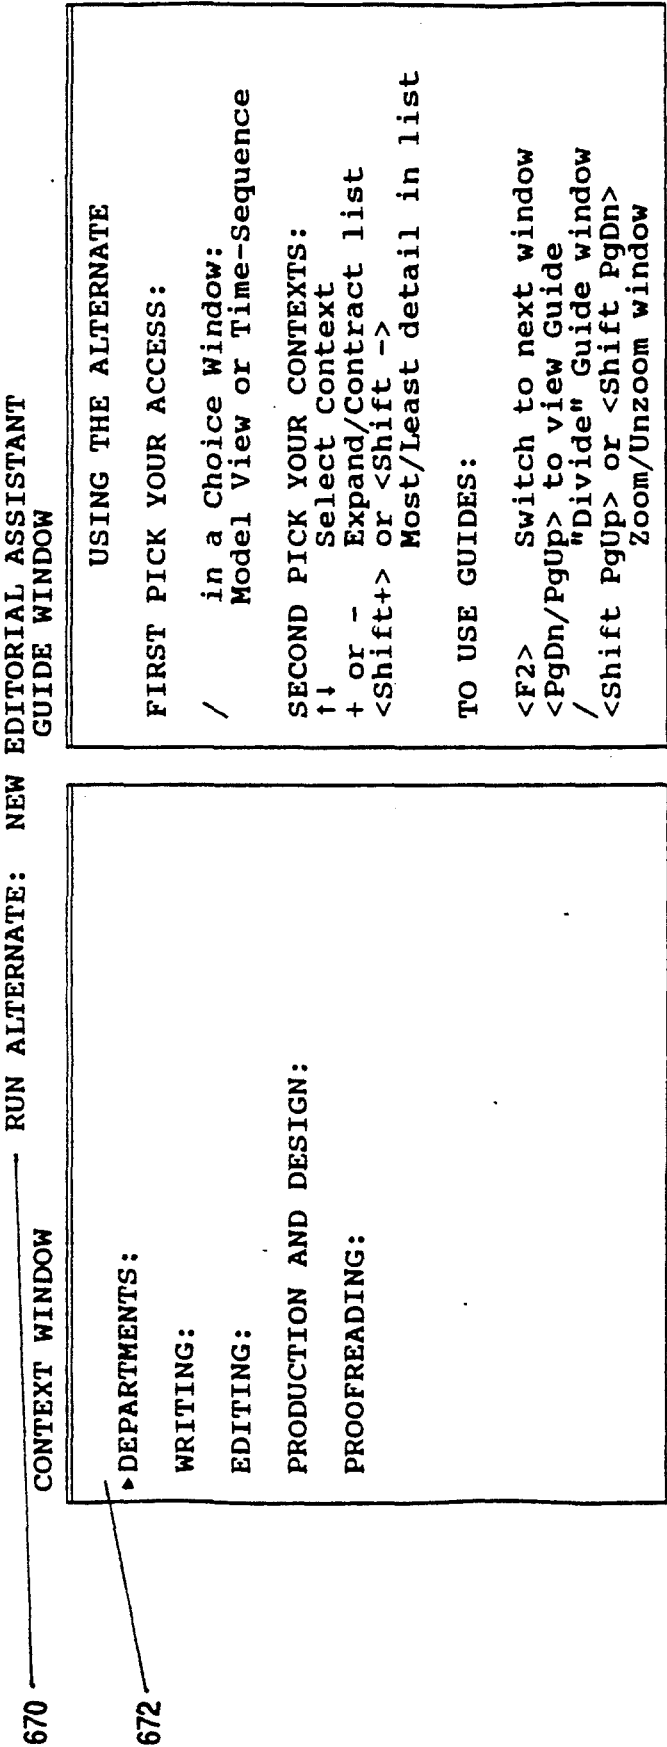 670
RUN ALTERNATE: NEW EDITORIAL ASSISTANT
CONTEXT WINDOW
672
▸DEPARTMENTS:
WRITING:
EDITING:
PRODUCTION AND DESIGN:
PROOFREADING:
GUIDE WINDOW
USING THE ALTERNATE
FIRST PICK YOUR ACCESS:
/ in a Choice Window:
Model View or Time-Sequence
SECOND PICK YOUR CONTEXTS:
↑↓ Select context
+ or - Expand/Contract list
<Shift+> or <Shift ->
Most/Least detail in list
TO USE GUIDES:
<F2> Switch to next window
<PgDn/PgUp> to view Guide
/ "Divide" Guide window
<Shift PgUp> or <Shift PgDn>
Zoom/Unzoom window